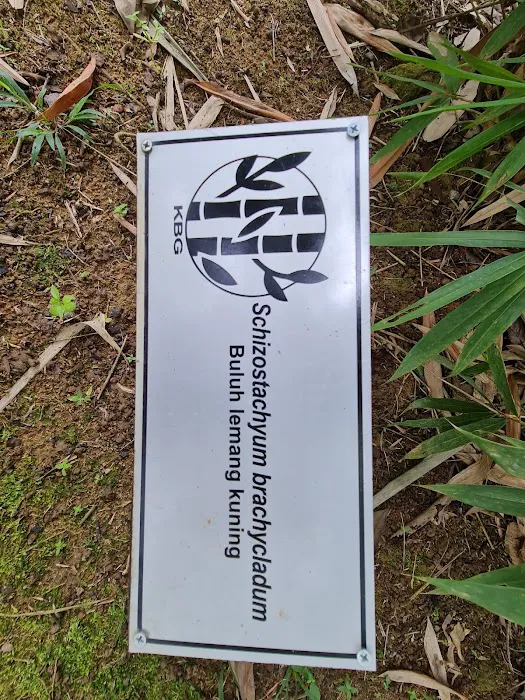 KBG
Schizostachyum brachycladum
Buluh lemang kuning